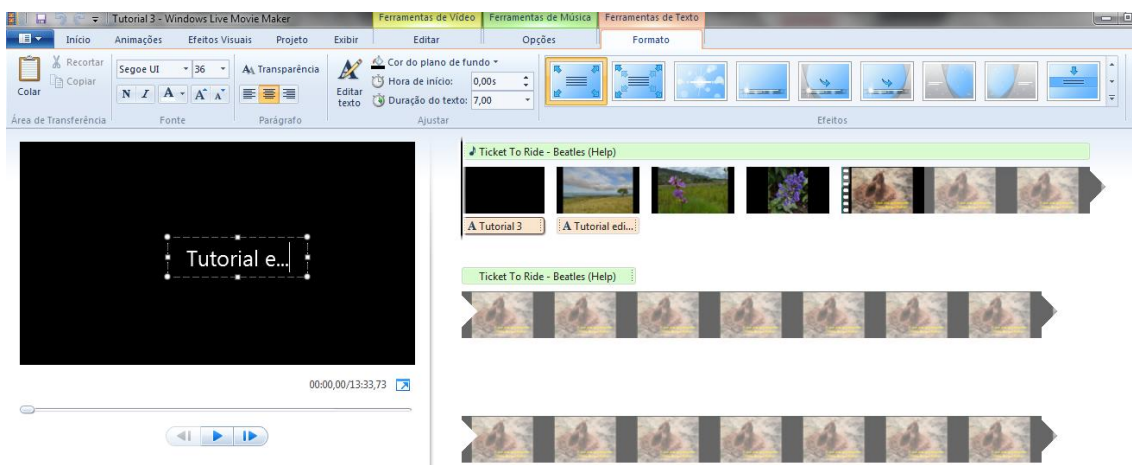 Tutorial 3 - Windows Live Movie Maker
Ferramentas de Vídeo
Ferramentas de Música
Ferramentas de Texto
Início
Animações
Efeitos Visuais
Projeto
Exibir
Editar
Opções
Formato
Colar
Recortar
Copiar
Área de Transferência
Segoe UI
36
N I A A A
Fonte
Transparência
Parágrafo
Editar texto
Cor do plano de fundo
Hora de início: 0,00s
Duração do texto: 7,00
Ajustar
Efeitos
Tutorial e...
00:00,00/13:33,73
Ticket To Ride - Beatles (Help)
A Tutorial 3
A Tutorial edi...
Ticket To Ride - Beatles (Help)